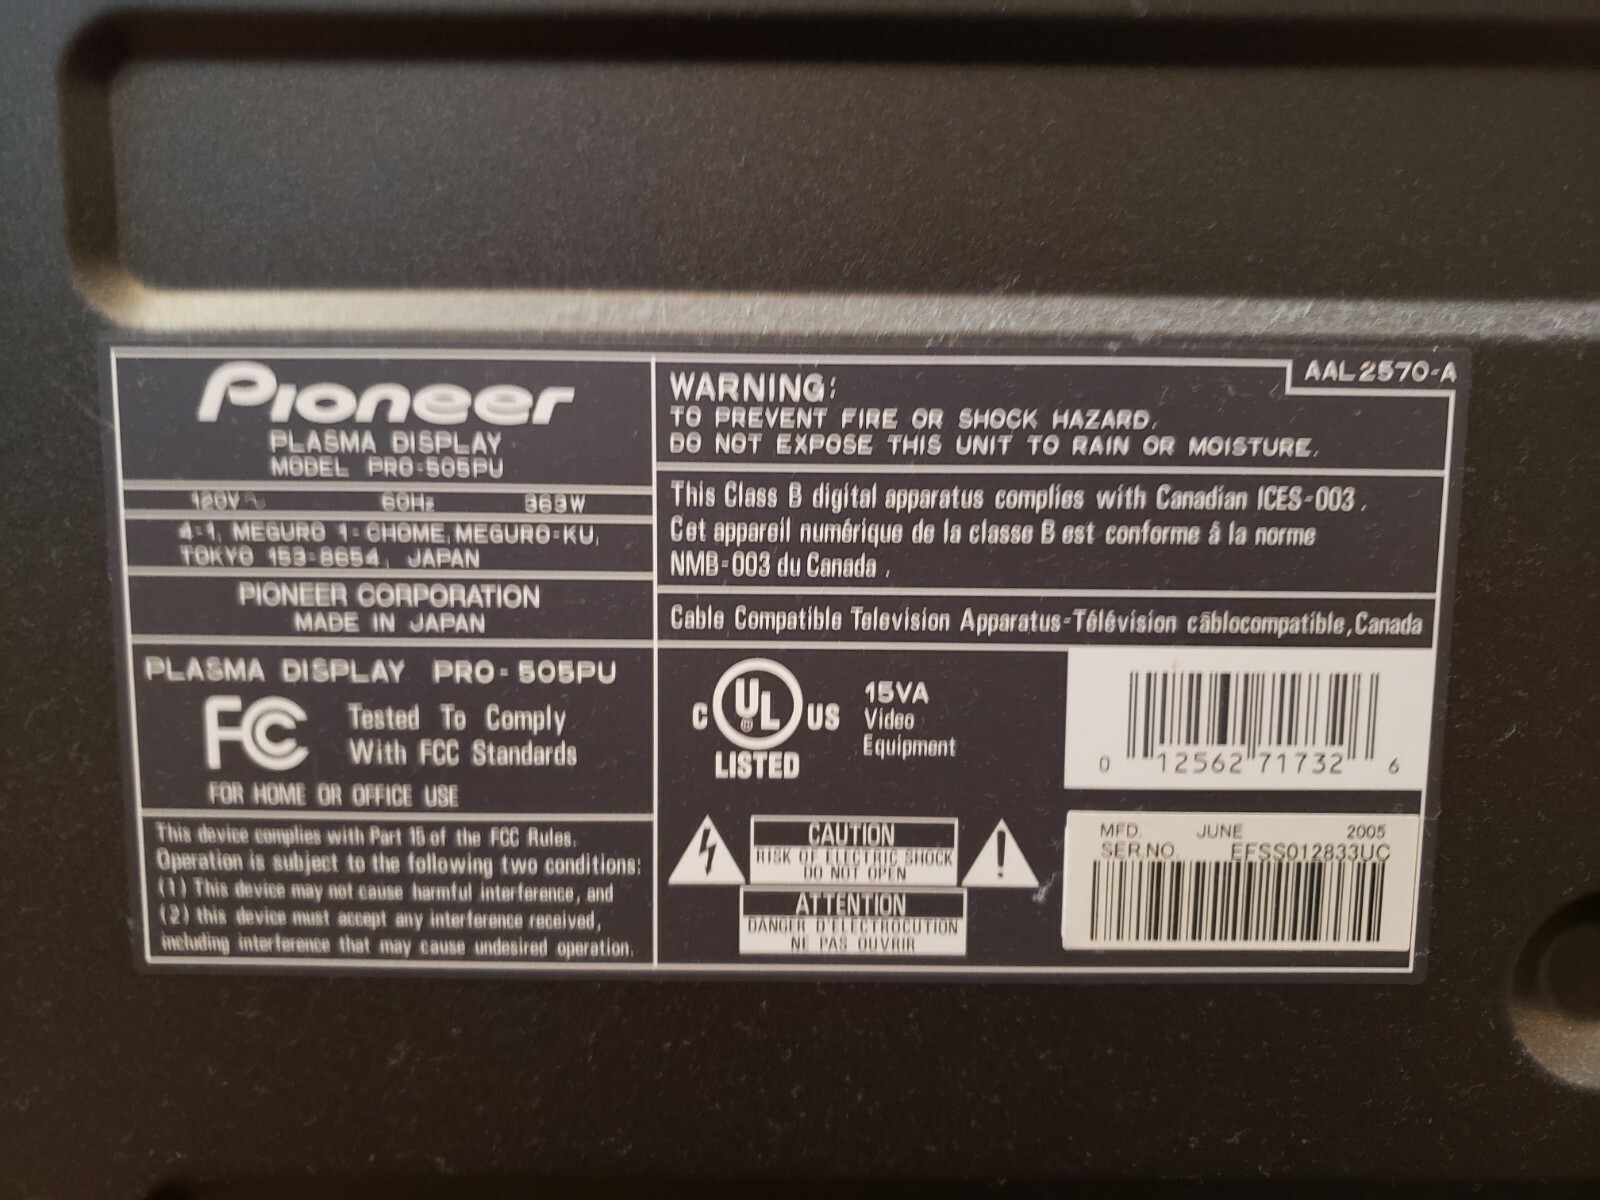 Pioneer
PLASMA DISPLAY
MODEL PRO-505PU
120V ~ 60Hz 363W
4-1, MEGURO 1-CHOME, MEGURO-KU,
TOKYO 153-8654, JAPAN
PIONEER CORPORATION
MADE IN JAPAN
PLASMA DISPLAY PRO-505PU
FC Tested To Comply
With FCC Standards
FOR HOME OR OFFICE USE
This device complies with Part 15 of the FCC Rules.
Operation is subject to the following two conditions:
(1) This device may not cause harmful interference, and
(2) this device must accept any interference received,
including interference that may cause undesired operation.
AAL2570-A
WARNING:
TO PREVENT FIRE OR SHOCK HAZARD,
DO NOT EXPOSE THIS UNIT TO RAIN OR MOISTURE.
This Class B digital apparatus complies with Canadian ICES-003.
Cet appareil numérique de la classe B est conforme à la norme
NMB-003 du Canada.
Cable Compatible Television Apparatus-Télévision câblocompatible, Canada
C UL US
LISTED
15VA
Video
Equipment
CAUTION
RISK OF ELECTRIC SHOCK
DO NOT OPEN
ATTENTION
DANGER D'ELECTROCUTION
NE PAS OUVRIR
0 12562 71732 6
MFD. JUNE 2005
SER.NO. EFSS012833UC